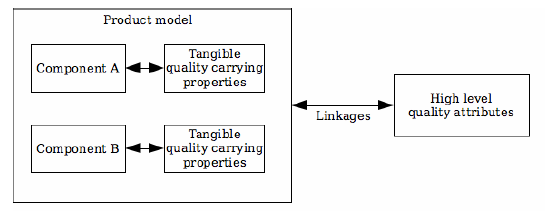 Product model
Component A
Tangible
quality carrying
properties
Component B
Tangible
quality carrying
properties
Linkages
High level
quality attributes